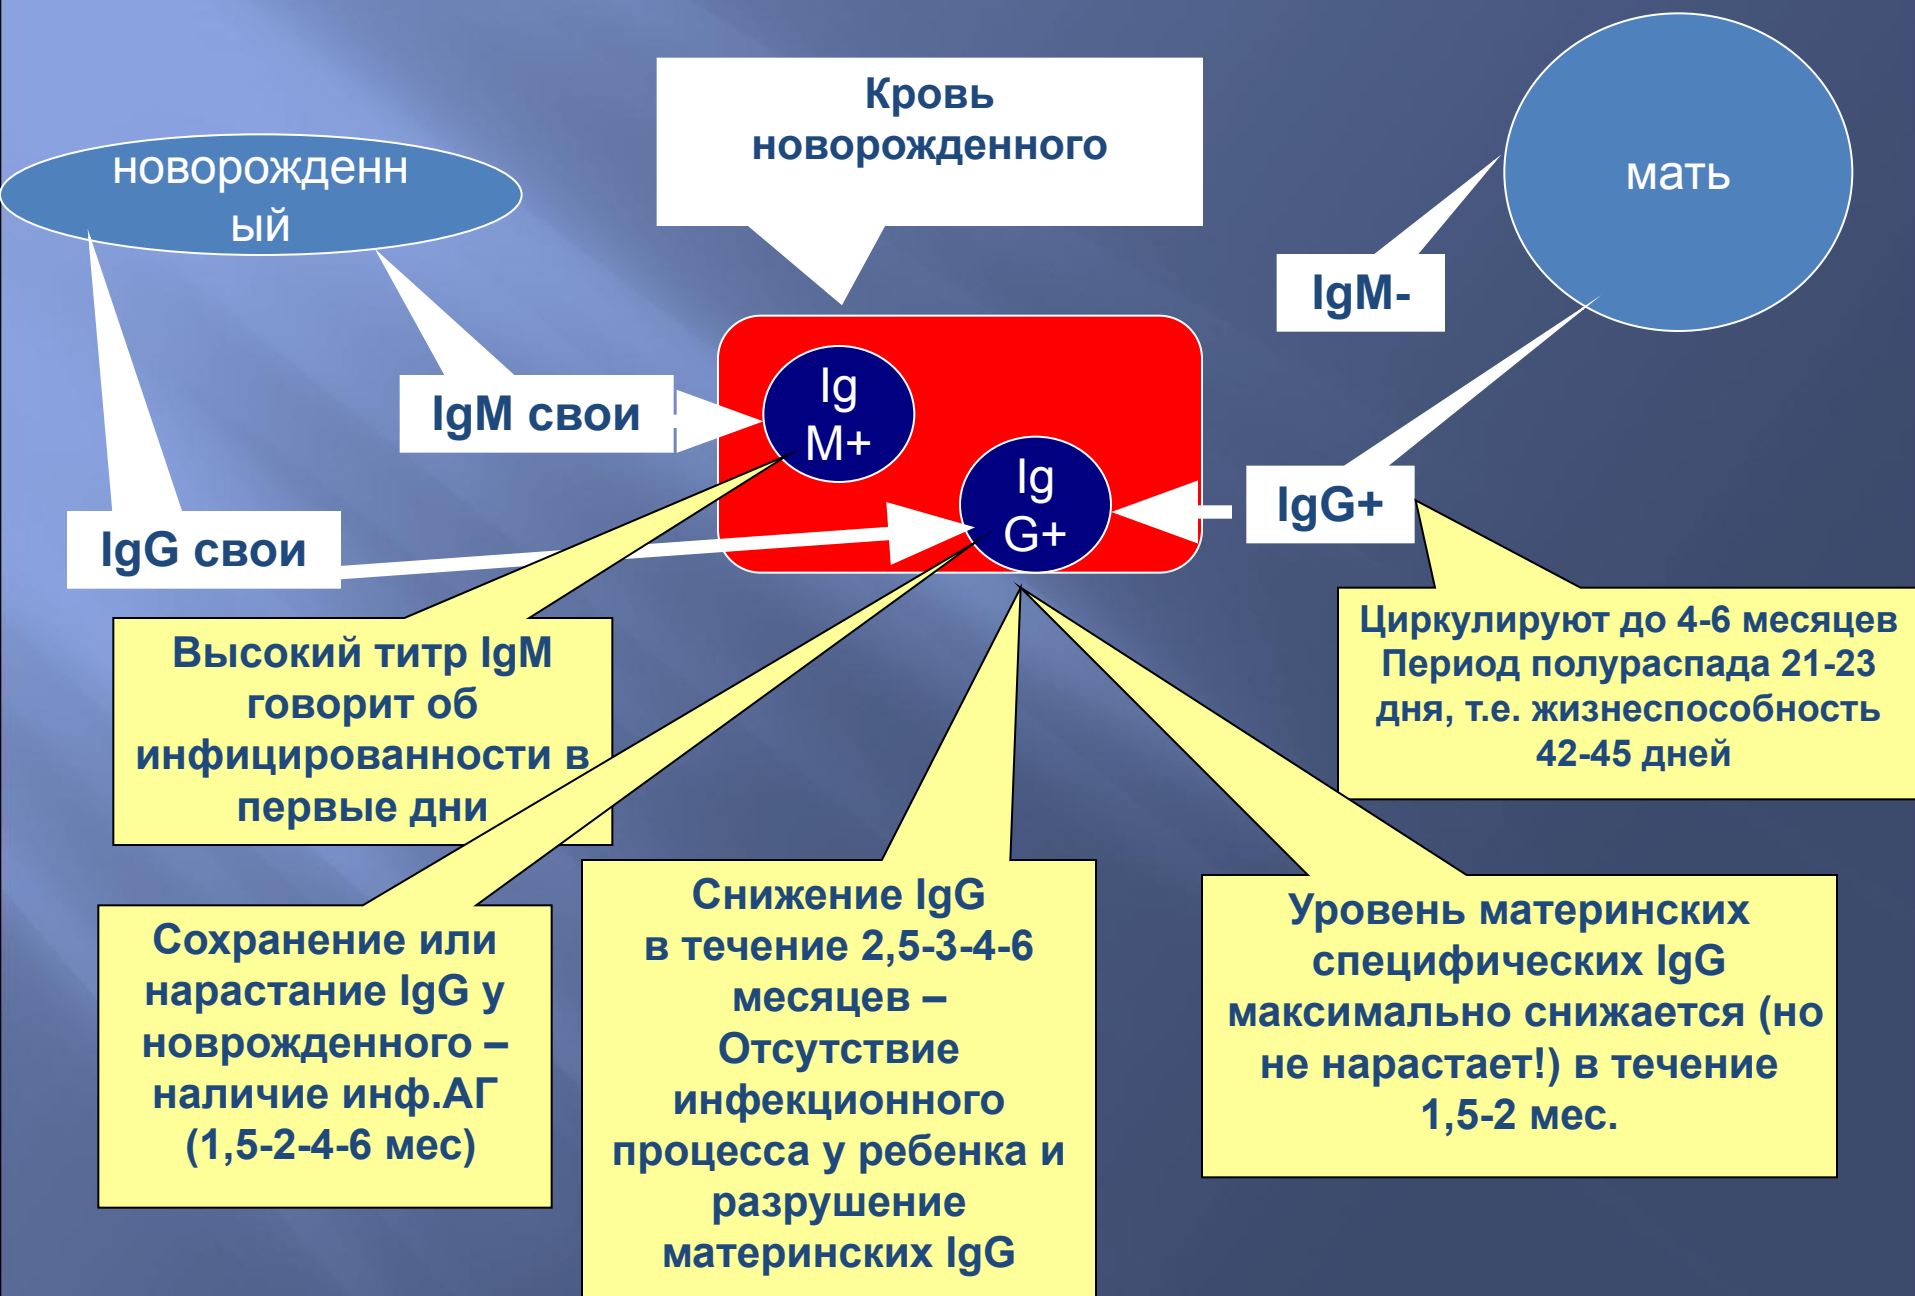 Кровь
новорожденного
новорожденн
ый
мать
IgM-
Ig
M+
IgM свои
Ig
G+
IgG+
IgG свои
Высокий титр IgM
говорит об
инфицированности в
первые дни
Циркулируют до 4-6 месяцев
Период полураспада 21-23
дня, т.е. жизнеспособность
42-45 дней
Сохранение или
нарастание IgG у
новрожденного –
наличие инф.АГ
(1,5-2-4-6 мес)
Снижение IgG
в течение 2,5-3-4-6
месяцев –
Отсутствие
инфекционного
процесса у ребенка и
разрушение
материнских IgG
Уровень материнских
специфических IgG
максимально снижается (но
не нарастает!) в течение
1,5-2 мес.